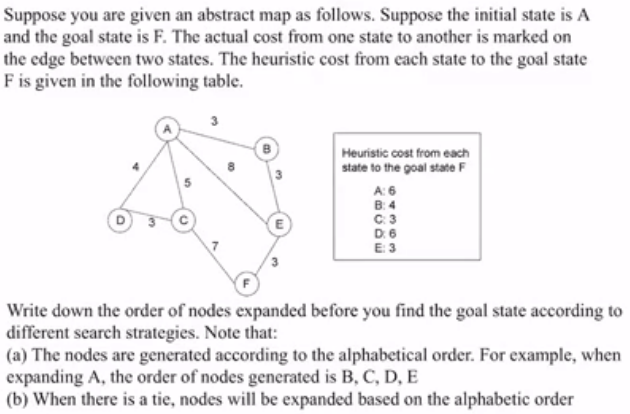 Suppose you are given an abstract map as follows. Suppose the initial state is A
and the goal state is F. The actual cost from one state to another is marked on
the edge between two states. The heuristic cost from each state to the goal state
F is given in the following table.
3
A
B
8
4
5
3
D
3
C
E
7
3
F
Heuristic cost from each
state to the goal state F
A: 6
B: 4
C: 3
D: 6
E: 3
Write down the order of nodes expanded before you find the goal state according to
different search strategies. Note that:
(a) The nodes are generated according to the alphabetical order. For example, when
expanding A, the order of nodes generated is B, C, D, E
(b) When there is a tie, nodes will be expanded based on the alphabetic order